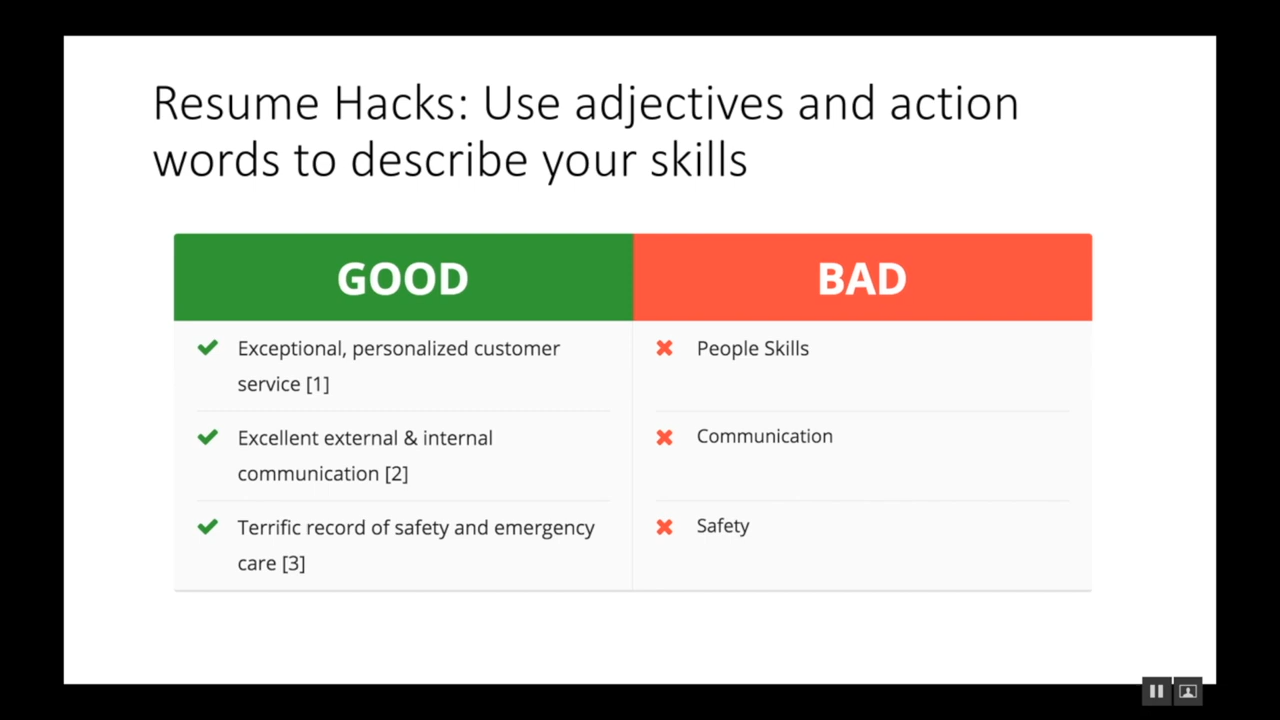 Resume Hacks: Use adjectives and action
words to describe your skills
GOOD
BAD
Exceptional, personalized customer
service [1]
People Skills
Excellent external & internal
communication [2]
Communication
Terrific record of safety and emergency
care [3]
Safety